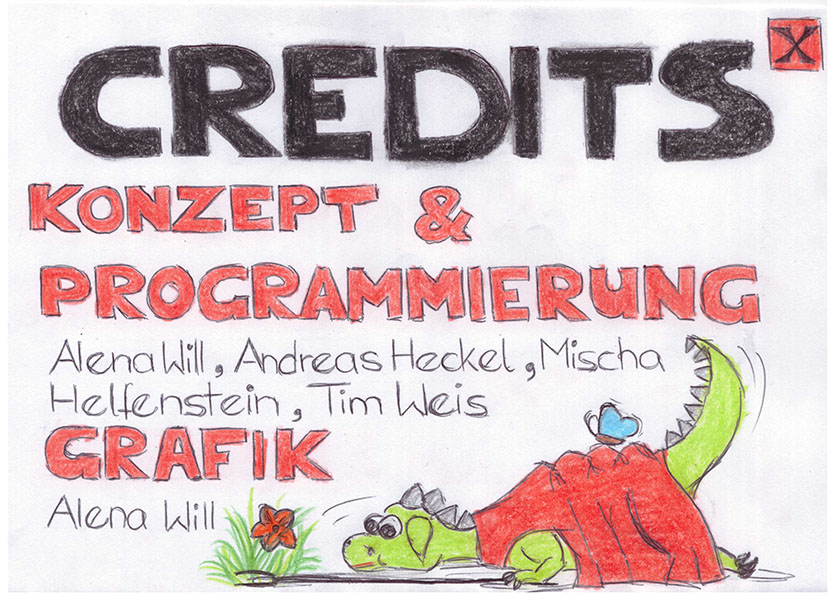 CREDITS X
KONZEPT &
PROGRAMMIERUNG
Alena Will, Andreas Heckel, Mischa
Helfenstein, Tim Weis
GRAFIK
Alena Will